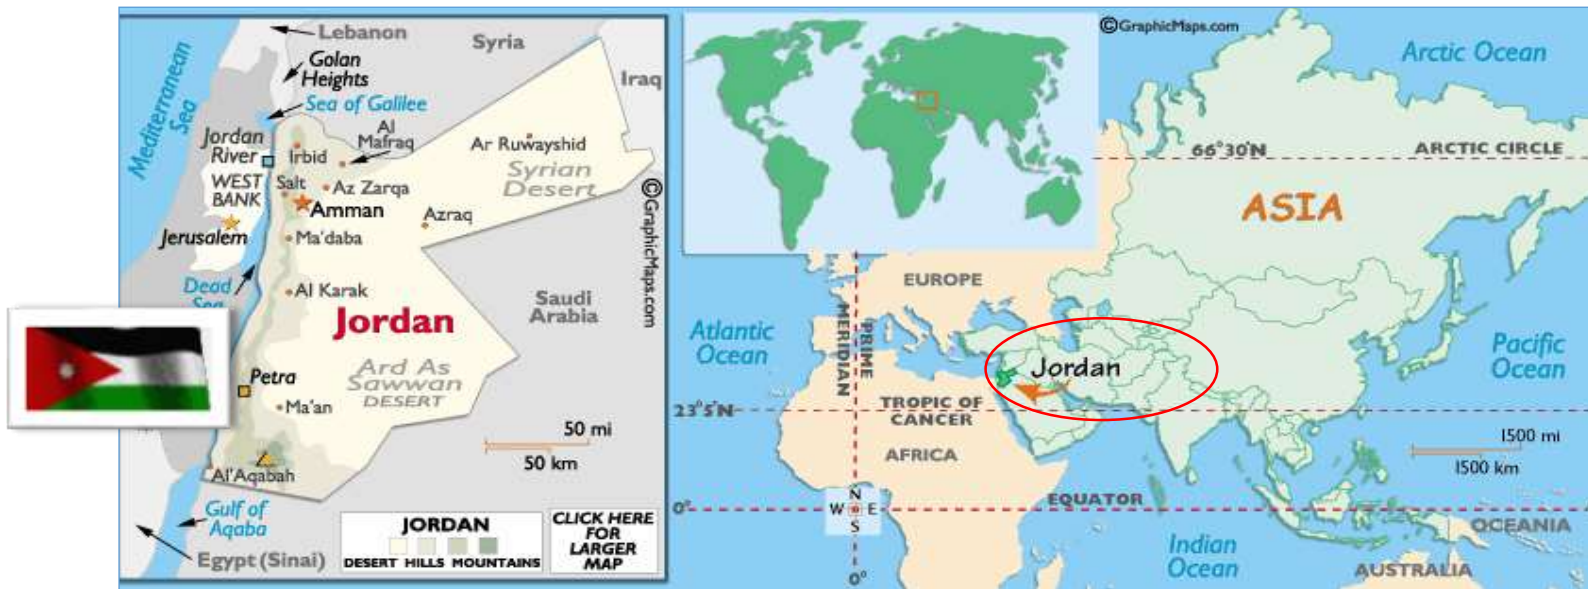 Lebanon
Syria
Iraq
Golan
Heights
Sea of Galilee
Mediterranean
Sea
Jordan
River
Al
Mafraq
Irbid
Ar Ruwayshid
Syrian
Desert
WEST
BANK
Salt
Az Zarqa
Amman
Azraq
Jerusalem
Ma'daba
Dead
Sea
Al Karak
Saudi
Arabia
Jordan
Ard As
Sawwan
DESERT
Petra
Ma'an
50 mi
50 km
Al'Aqabah
Gulf of
Aqaba
Egypt (Sinai)
JORDAN
DESERT HILLS MOUNTAINS
CLICK HERE
FOR
LARGER
MAP
©GraphicMaps.com
©GraphicMaps.com
Arctic Ocean
66°30'N
ARCTIC CIRCLE
ASIA
EUROPE
Atlantic
Ocean
PRIME
MERIDIAN
Jordan
Pacific
Ocean
23°5'N
TROPIC OF
CANCER
AFRICA
1500 mi
1500 km
EQUATOR
0°
N
W E
S
0°
OCEANIA
Indian
Ocean
AUSTRALIA